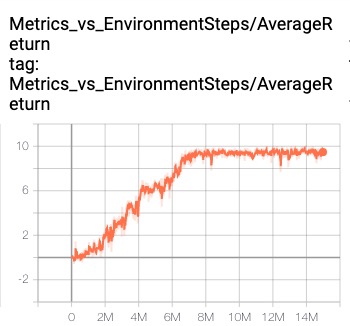 Metrics_vs_EnvironmentSteps/AverageR
eturn
tag:
Metrics_vs_EnvironmentSteps/AverageR
eturn
10
6
2
-2
0 2M 4M 6M 8M 10M 12M 14M